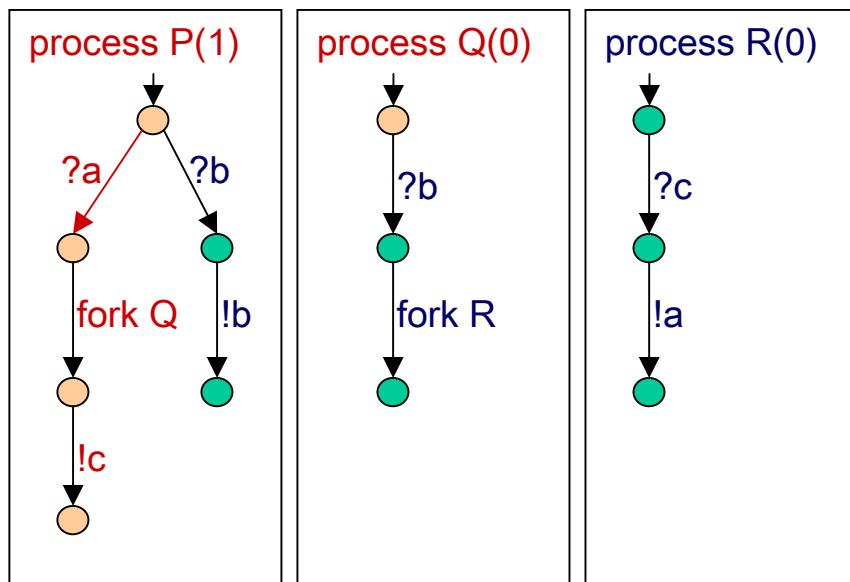 process P(1)
?a
?b
fork Q
!b
!c
process Q(0)
?b
fork R
process R(0)
?c
!a